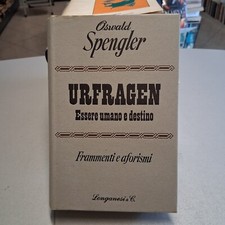 Oswald
Spengler
URFRAGEN
Essere umano e destino
Frammenti e aforismi
Longanesi & C.